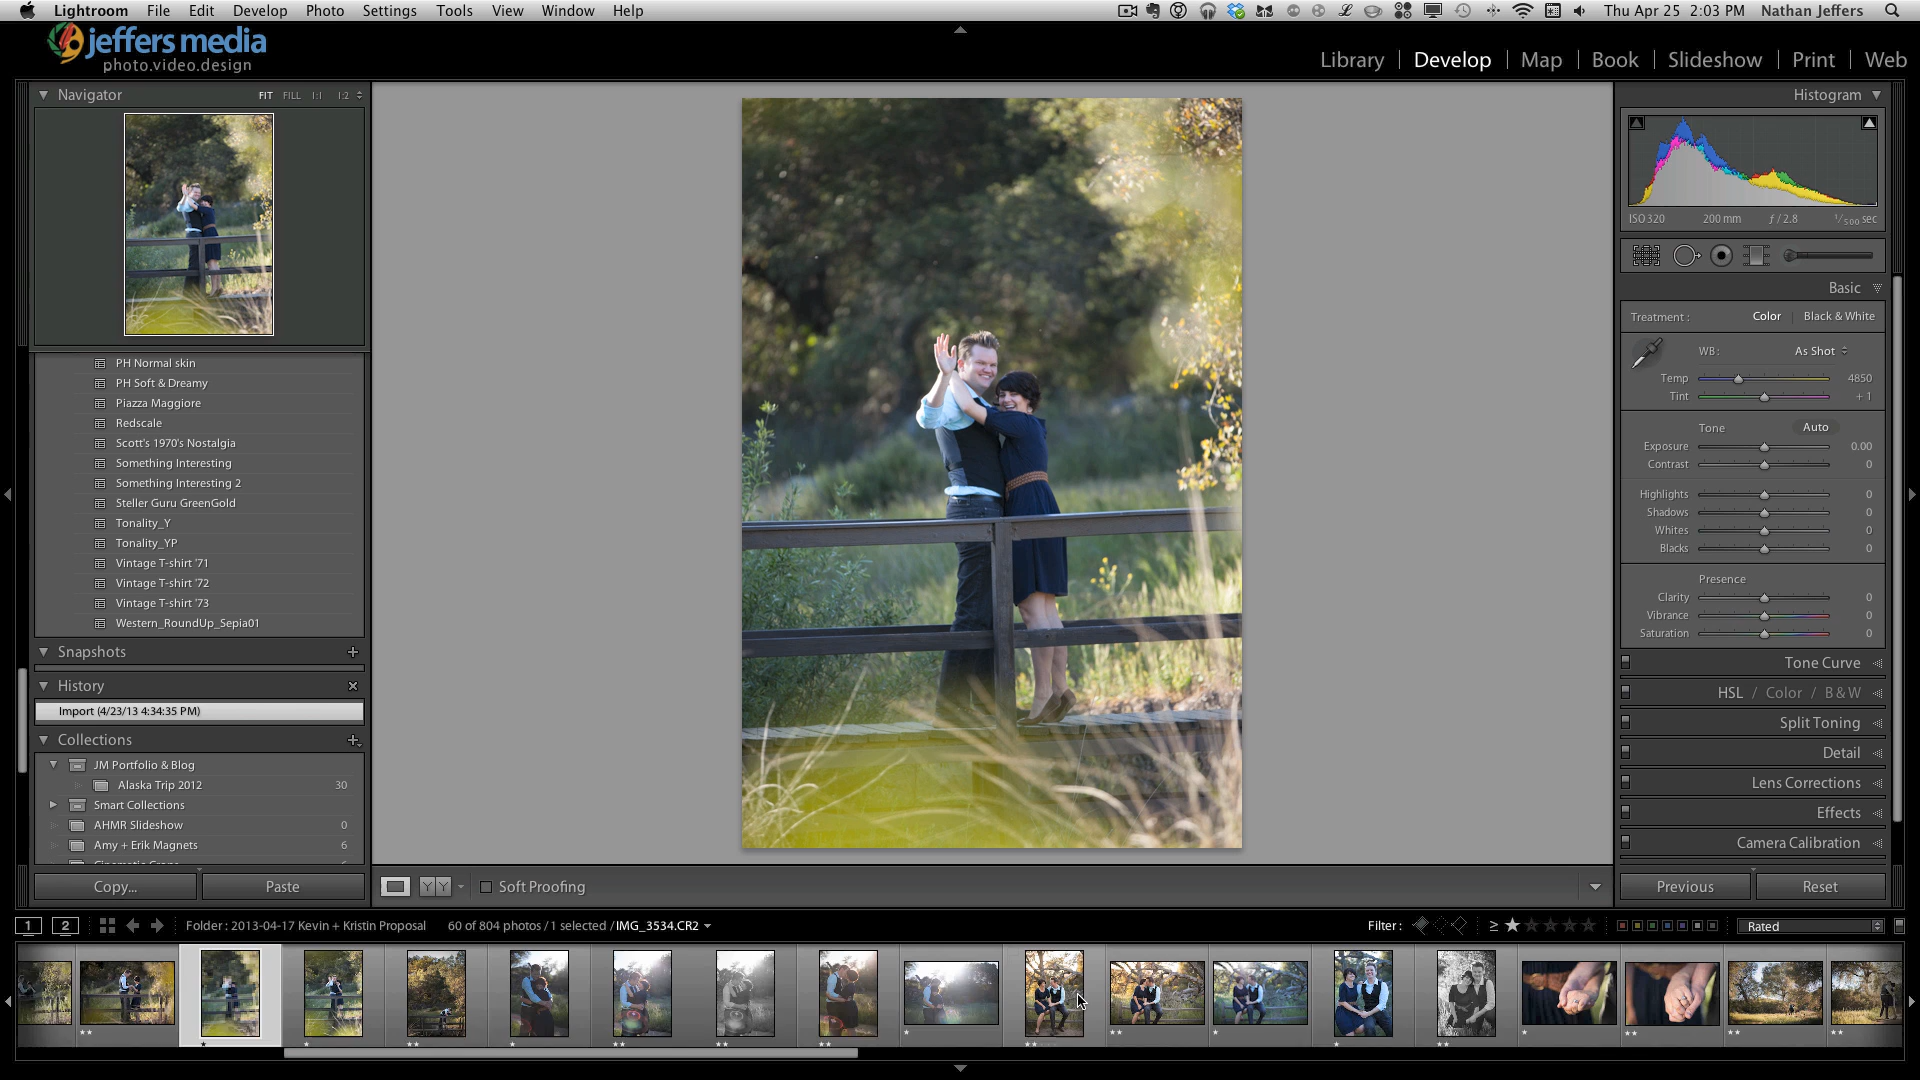 Lightroom File Edit Develop Photo Settings Tools View Window Help
Thu Apr 25 2:03 PM Nathan Jeffers
jeffers media
photo.video.design
Library | Develop | Map | Book | Slideshow | Print | Web
Navigator FIT FILL 1:1 1:2
PH Normal skin
PH Soft & Dreamy
Piazza Maggiore
Redscale
Scott's 1970's Nostalgia
Something Interesting
Something Interesting 2
Steller Guru GreenGold
Tonality_Y
Tonality_YP
Vintage T-shirt '71
Vintage T-shirt '72
Vintage T-shirt '73
Western_RoundUp_Sepia01
Snapshots
History
Import (4/23/13 4:34:35 PM)
Collections
JM Portfolio & Blog
Alaska Trip 2012 30
Smart Collections
AHMR Slideshow 0
Amy + Erik Magnets 6
Copy... Paste
YY Soft Proofing
Histogram
ISO 320 200 mm f / 2.8 1/500 sec
Basic
Treatment : Color | Black & White
WB : As Shot
Temp 4850
Tint + 1
Tone Auto
Exposure 0.00
Contrast 0
Highlights 0
Shadows 0
Whites 0
Blacks 0
Presence
Clarity 0
Vibrance 0
Saturation 0
Tone Curve
HSL / Color / B & W
Split Toning
Detail
Lens Corrections
Effects
Camera Calibration
Previous Reset
1 2 Folder : 2013-04-17 Kevin + Kristin Proposal 60 of 804 photos / 1 selected / IMG_3534.CR2 Filter : ≥ Rated